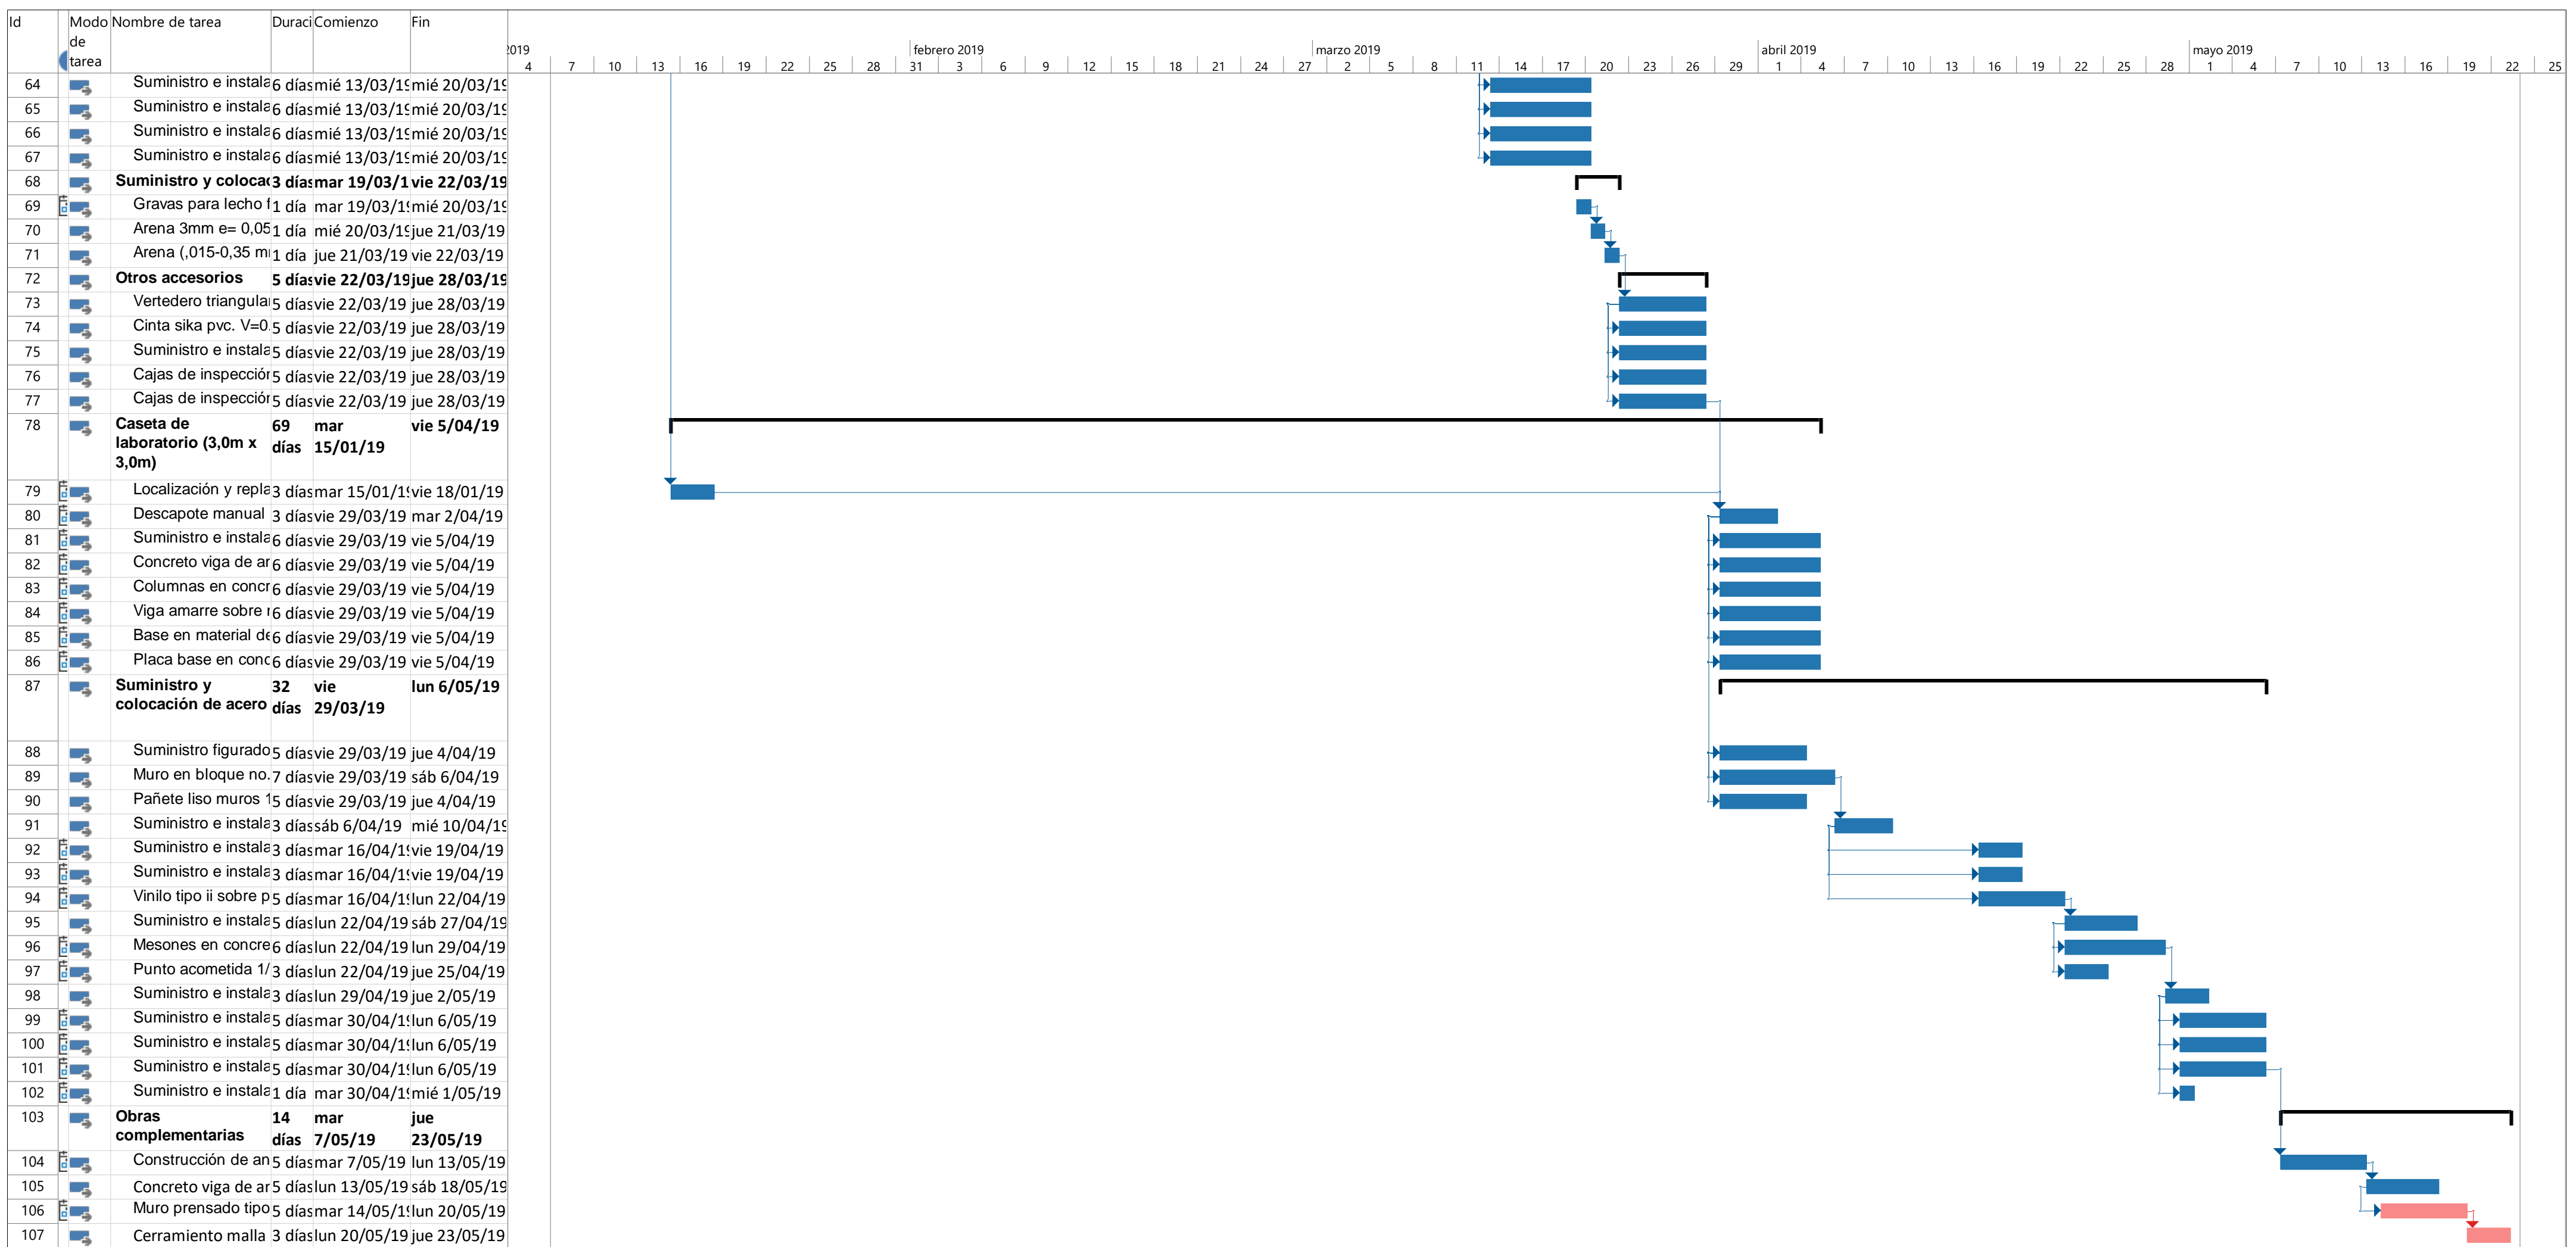 Id Modo de tarea Nombre de tarea Duraci Comienzo Fin
2019 febrero 2019 marzo 2019 abril 2019 mayo 2019
4 7 10 13 16 19 22 25 28 31 3 6 9 12 15 18 21 24 27 2 5 8 11 14 17 20 23 26 29 1 4 7 10 13 16 19 22 25 28 1 4 7 10 13 16 19 22 25
64 Suministro e instala 6 días mié 13/03/19 mié 20/03/19
65 Suministro e instala 6 días mié 13/03/19 mié 20/03/19
66 Suministro e instala 6 días mié 13/03/19 mié 20/03/19
67 Suministro e instala 6 días mié 13/03/19 mié 20/03/19
68 Suministro y colocac 3 días mar 19/03/1 vie 22/03/19
69 Gravas para lecho f 1 día mar 19/03/19 mié 20/03/19
70 Arena 3mm e= 0,05 1 día mié 20/03/19 jue 21/03/19
71 Arena (,015-0,35 m 1 día jue 21/03/19 vie 22/03/19
72 Otros accesorios 5 días vie 22/03/19 jue 28/03/19
73 Vertedero triangula 5 días vie 22/03/19 jue 28/03/19
74 Cinta sika pvc. V=0. 5 días vie 22/03/19 jue 28/03/19
75 Suministro e instala 5 días vie 22/03/19 jue 28/03/19
76 Cajas de inspección 5 días vie 22/03/19 jue 28/03/19
77 Cajas de inspección 5 días vie 22/03/19 jue 28/03/19
78 Caseta de laboratorio (3,0m x 3,0m) 69 días mar 15/01/19 vie 5/04/19
79 Localización y repla 3 días mar 15/01/19 vie 18/01/19
80 Descapote manual 3 días vie 29/03/19 mar 2/04/19
81 Suministro e instala 6 días vie 29/03/19 vie 5/04/19
82 Concreto viga de ar 6 días vie 29/03/19 vie 5/04/19
83 Columnas en concr 6 días vie 29/03/19 vie 5/04/19
84 Viga amarre sobre r 6 días vie 29/03/19 vie 5/04/19
85 Base en material de 6 días vie 29/03/19 vie 5/04/19
86 Placa base en conc 6 días vie 29/03/19 vie 5/04/19
87 Suministro y colocación de acero 32 días vie 29/03/19 lun 6/05/19
88 Suministro figurado 5 días vie 29/03/19 jue 4/04/19
89 Muro en bloque no. 7 días vie 29/03/19 sáb 6/04/19
90 Pañete liso muros 1 5 días vie 29/03/19 jue 4/04/19
91 Suministro e instala 3 días sáb 6/04/19 mié 10/04/19
92 Suministro e instala 3 días mar 16/04/19 vie 19/04/19
93 Suministro e instala 3 días mar 16/04/19 vie 19/04/19
94 Vinilo tipo ii sobre p 5 días mar 16/04/19 lun 22/04/19
95 Suministro e instala 5 días lun 22/04/19 sáb 27/04/19
96 Mesones en concre 6 días lun 22/04/19 lun 29/04/19
97 Punto acometida 1/ 3 días lun 22/04/19 jue 25/04/19
98 Suministro e instala 3 días lun 29/04/19 jue 2/05/19
99 Suministro e instala 5 días mar 30/04/19 lun 6/05/19
100 Suministro e instala 5 días mar 30/04/19 lun 6/05/19
101 Suministro e instala 5 días mar 30/04/19 lun 6/05/19
102 Suministro e instala 1 día mar 30/04/19 mié 1/05/19
103 Obras complementarias 14 días mar 7/05/19 jue 23/05/19
104 Construcción de an 5 días mar 7/05/19 lun 13/05/19
105 Concreto viga de ar 5 días lun 13/05/19 sáb 18/05/19
106 Muro prensado tipo 5 días mar 14/05/19 lun 20/05/19
107 Cerramiento malla 3 días lun 20/05/19 jue 23/05/19